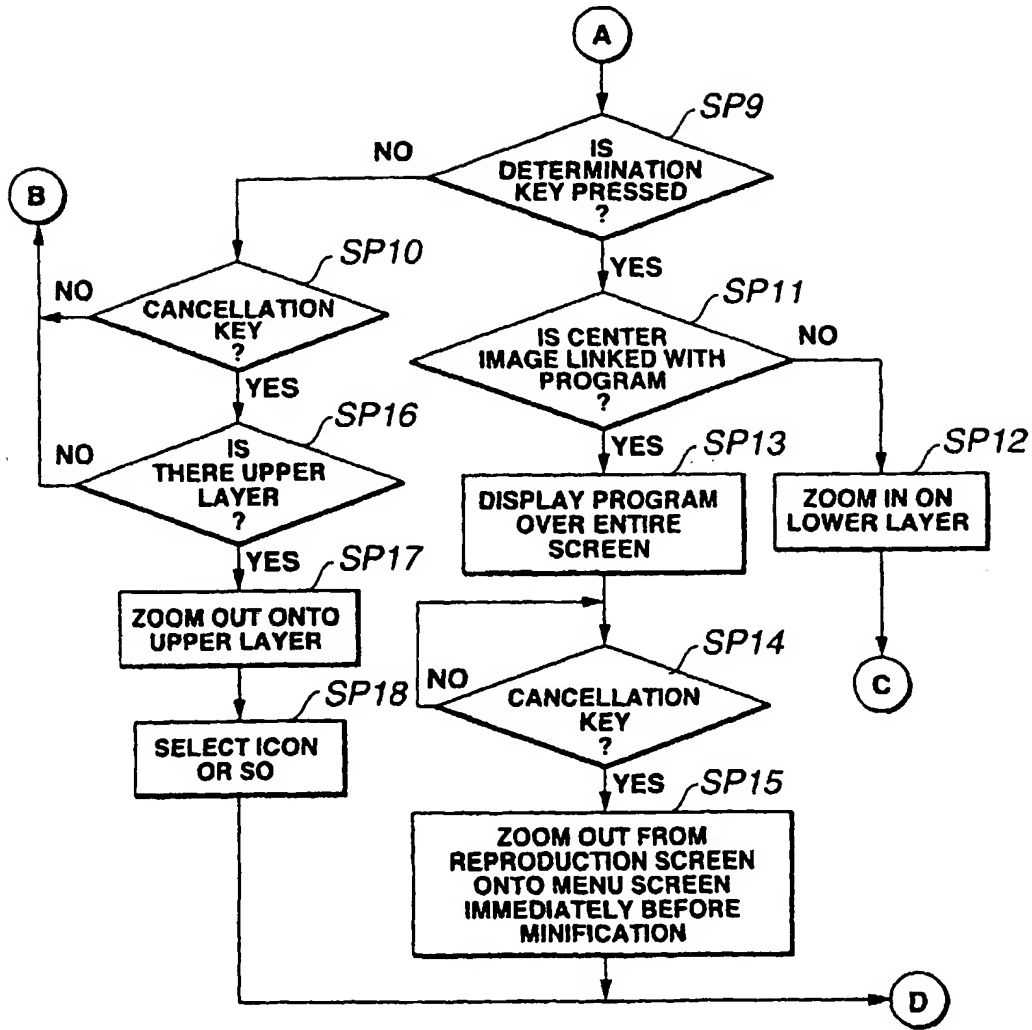 A
SP9
IS
DETERMINATION
KEY PRESSED
?
NO
YES
B
SP10
CANCELLATION
KEY
?
NO
YES
SP11
IS CENTER
IMAGE LINKED WITH
PROGRAM
?
NO
YES
SP16
IS
THERE UPPER
LAYER
?
NO
YES
SP13
DISPLAY PROGRAM
OVER ENTIRE
SCREEN
SP12
ZOOM IN ON
LOWER LAYER
C
SP17
ZOOM OUT ONTO
UPPER LAYER
SP14
CANCELLATION
KEY
?
NO
YES
SP18
SELECT ICON
OR SO
SP15
ZOOM OUT FROM
REPRODUCTION SCREEN
ONTO MENU SCREEN
IMMEDIATELY BEFORE
MINIFICATION
D